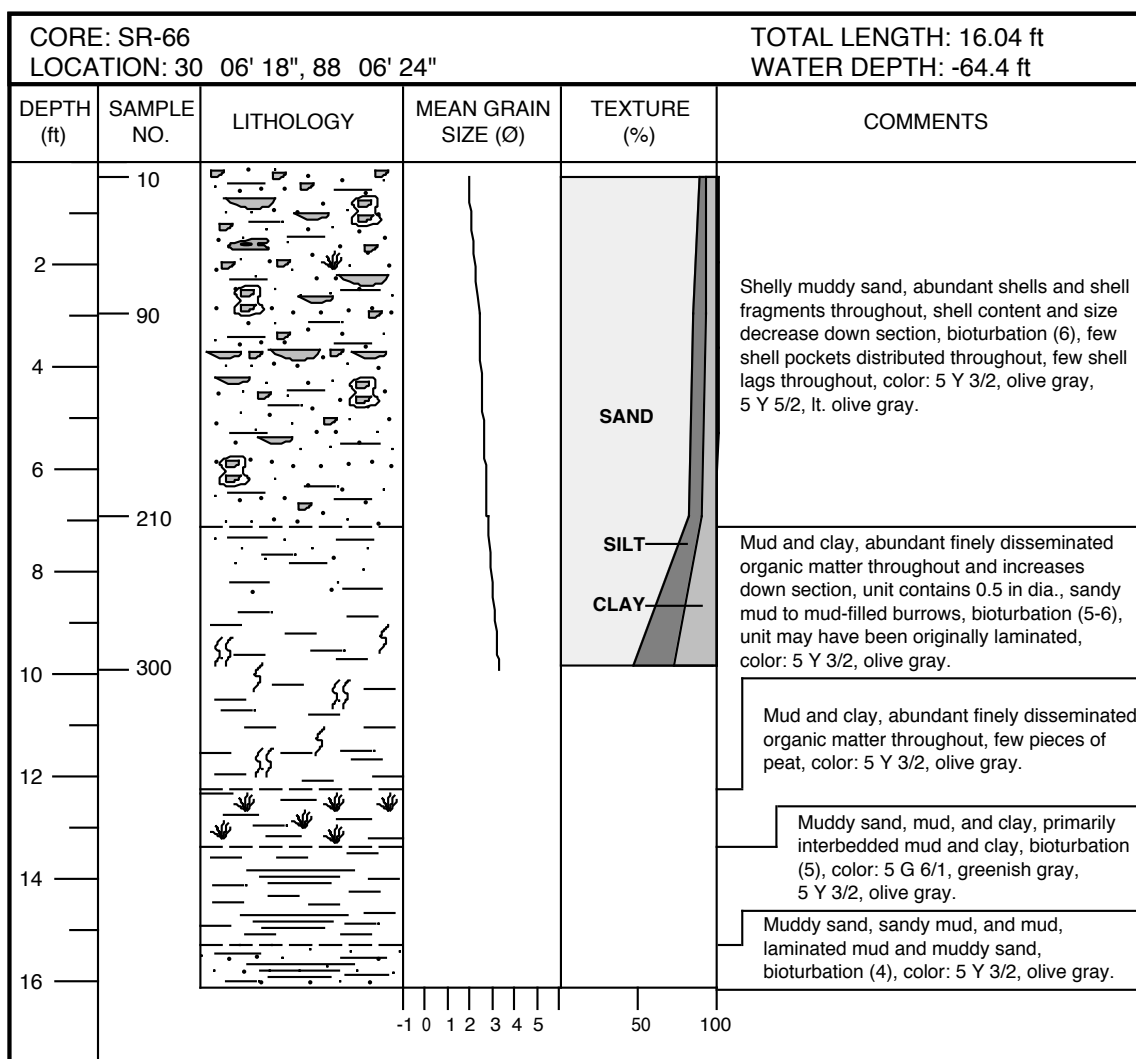 CORE: SR-66
TOTAL LENGTH: 16.04 ft
LOCATION: 30 06' 18", 88 06' 24"
WATER DEPTH: -64.4 ft
DEPTH
(ft)
SAMPLE
NO.
LITHOLOGY
MEAN GRAIN
SIZE (Ø)
TEXTURE
(%)
COMMENTS
2
4
6
8
10
12
14
16
10
90
210
300
SAND
SILT
CLAY
-1 0 1 2 3 4 5
50 100
Shelly muddy sand, abundant shells and shell
fragments throughout, shell content and size
decrease down section, bioturbation (6), few
shell pockets distributed throughout, few shell
lags throughout, color: 5 Y 3/2, olive gray,
5 Y 5/2, lt. olive gray.
Mud and clay, abundant finely disseminated
organic matter throughout and increases
down section, unit contains 0.5 in dia., sandy
mud to mud-filled burrows, bioturbation (5-6),
unit may have been originally laminated,
color: 5 Y 3/2, olive gray.
Mud and clay, abundant finely disseminated
organic matter throughout, few pieces of
peat, color: 5 Y 3/2, olive gray.
Muddy sand, mud, and clay, primarily
interbedded mud and clay, bioturbation
(5), color: 5 G 6/1, greenish gray,
5 Y 3/2, olive gray.
Muddy sand, sandy mud, and mud,
laminated mud and muddy sand,
bioturbation (4), color: 5 Y 3/2, olive gray.